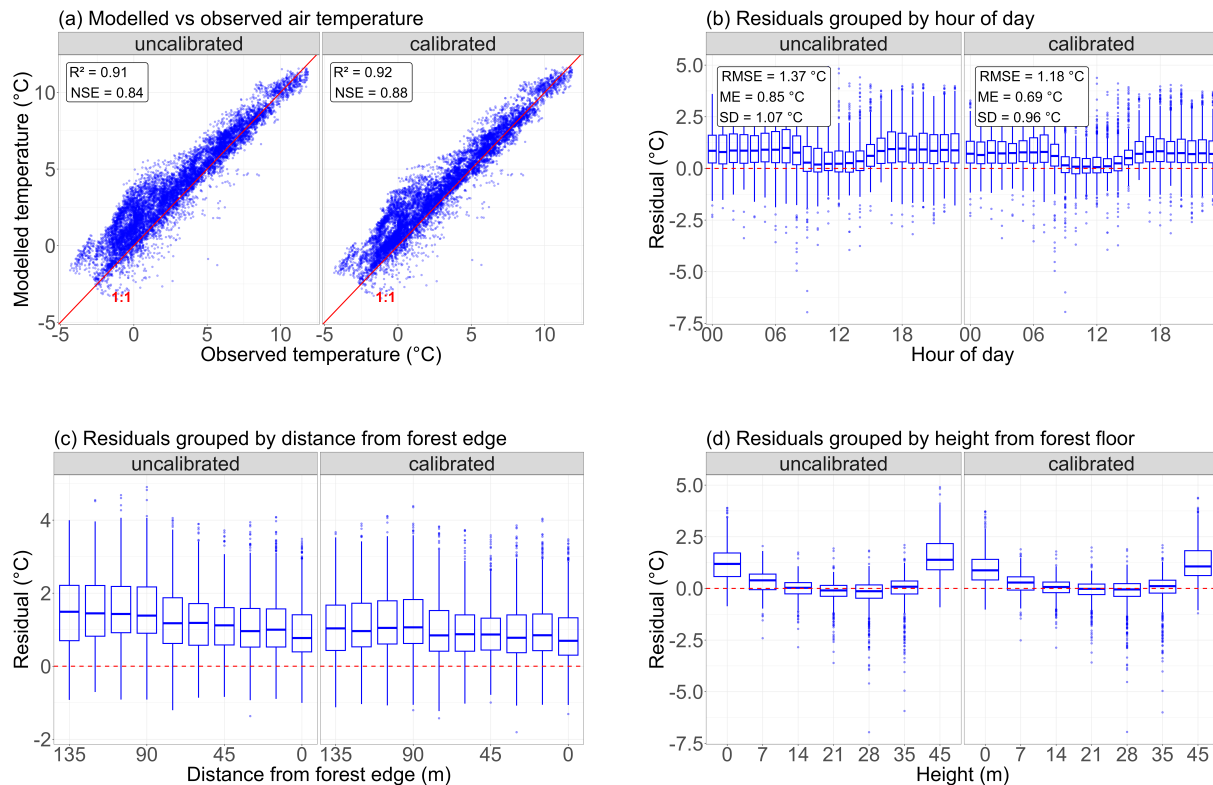 (a) Modelled vs observed air temperature
uncalibrated
calibrated
R² = 0.91
NSE = 0.84
R² = 0.92
NSE = 0.88
Modelled temperature (°C)
10
5
0
-5
1:1
1:1
-5 0 5 10 -5 0 5 10
Observed temperature (°C)
(b) Residuals grouped by hour of day
uncalibrated
calibrated
RMSE = 1.37 °C
ME = 0.85 °C
SD = 1.07 °C
RMSE = 1.18 °C
ME = 0.69 °C
SD = 0.96 °C
Residual (°C)
5.0
2.5
0.0
-2.5
-5.0
-7.5
00 06 12 18 00 06 12 18
Hour of day
(c) Residuals grouped by distance from forest edge
uncalibrated
calibrated
Residual (°C)
4
2
0
-2
135 90 45 0 135 90 45 0
Distance from forest edge (m)
(d) Residuals grouped by height from forest floor
uncalibrated
calibrated
Residual (°C)
5.0
2.5
0.0
-2.5
-5.0
-7.5
0 7 14 21 28 35 45 0 7 14 21 28 35 45
Height (m)